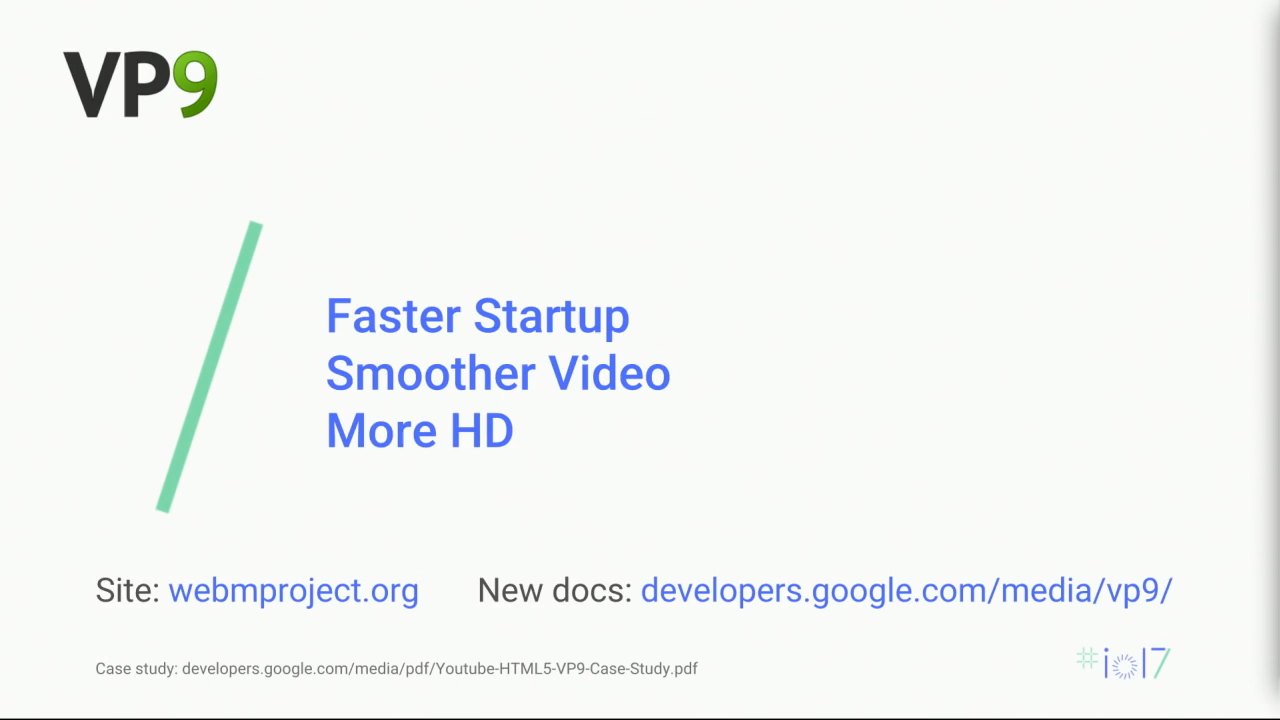 VP9
Faster Startup
Smoother Video
More HD
Site: webmproject.org New docs: developers.google.com/media/vp9/
Case study: developers.google.com/media/pdf/Youtube-HTML5-VP9-Case-Study.pdf
#io17